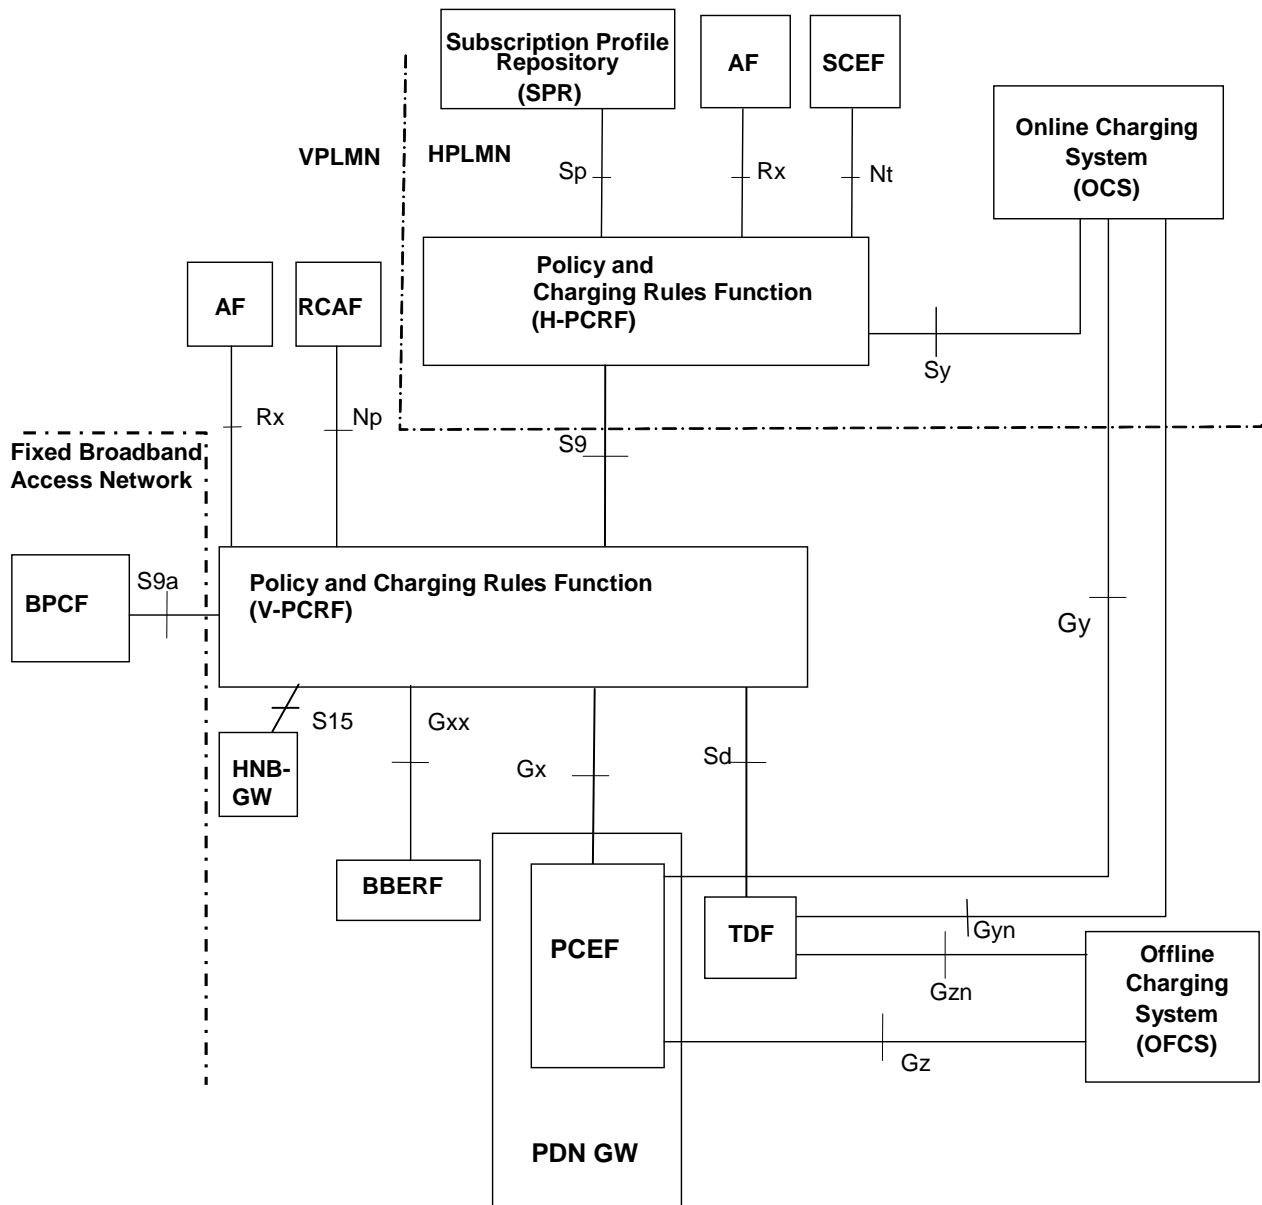 Subscription Profile
Repository
(SPR)
AF
SCEF
Online Charging
System
(OCS)
VPLMN
HPLMN
Sp
Rx
Nt
Policy and
Charging Rules Function
(H-PCRF)
AF
RCAF
Sy
Rx
Np
S9
Fixed Broadband
Access Network
BPCF
S9a
Policy and Charging Rules Function
(V-PCRF)
Gy
S15
Gxx
Gx
Sd
HNB-
GW
BBERF
PCEF
TDF
Gyn
Gzn
Gz
Offline
Charging
System
(OFCS)
PDN GW